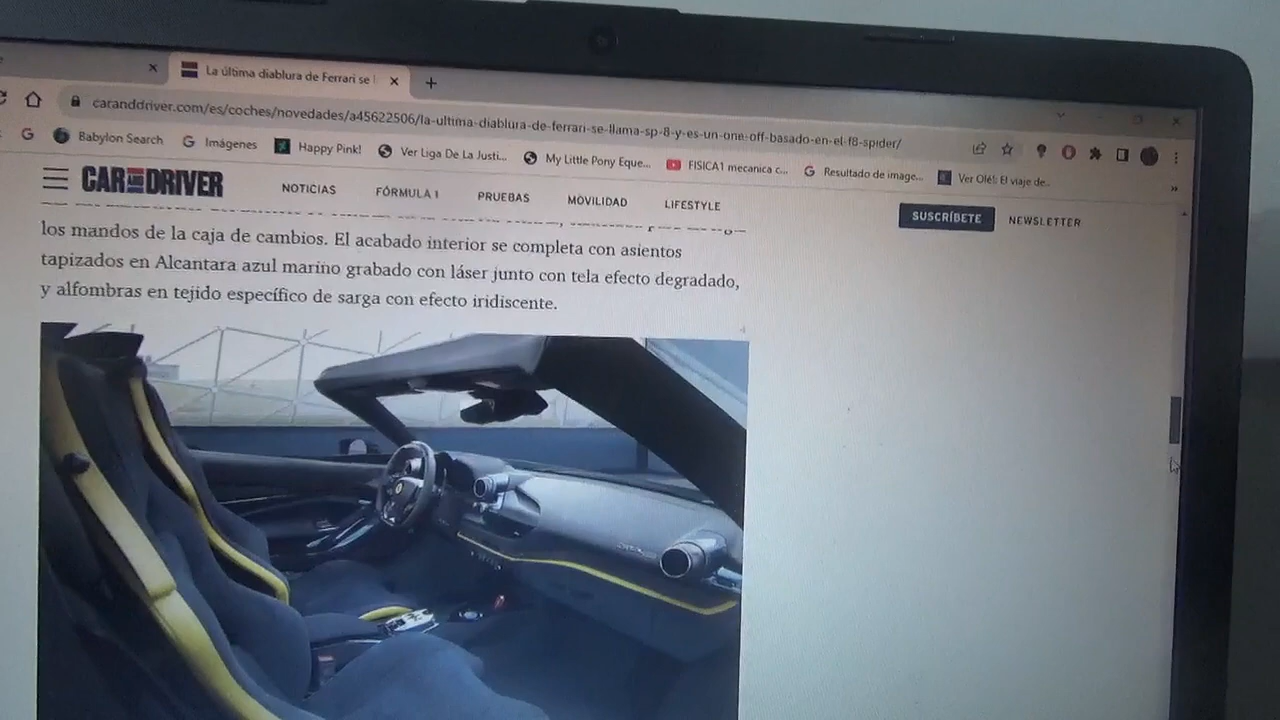 La última diablura de Ferrari se
caranddriver.com/es/coches/novedades/a45622506/la-ultima-diablura-de-ferrari-se-llama-sp-8-y-es-un-one-off-basado-en-el-f8-spider/
Babylon Search
Imágenes
Happy Pink!
Ver Liga De La Justi...
My Little Pony Eque...
FISICA1 mecanica c...
Resultado de image...
Ver Olé!: El viaje de...
CAR AND DRIVER
NOTICIAS
FÓRMULA 1
PRUEBAS
MOVILIDAD
LIFESTYLE
SUSCRÍBETE
NEWSLETTER
los mandos de la caja de cambios. El acabado interior se completa con asientos
tapizados en Alcantara azul marino grabado con láser junto con tela efecto degradado,
y alfombras en tejido específico de sarga con efecto iridiscente.